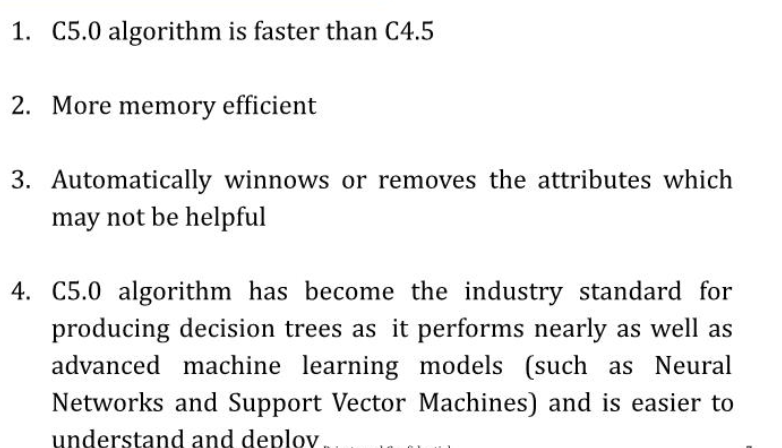 1. C5.0 algorithm is faster than C4.5
2. More memory efficient
3. Automatically winnows or removes the attributes which
may not be helpful
4. C5.0 algorithm has become the industry standard for
producing decision trees as it performs nearly as well as
advanced machine learning models (such as Neural
Networks and Support Vector Machines) and is easier to
understand and deploy